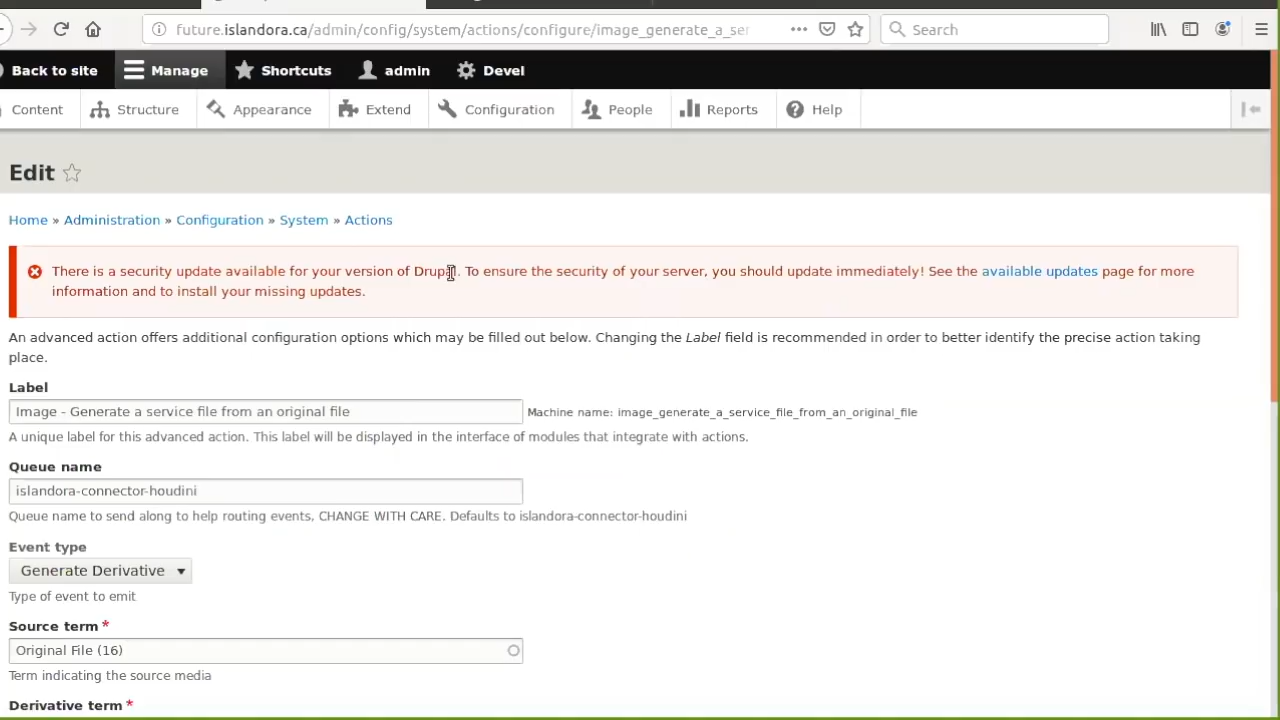 future.islandora.ca/admin/config/system/actions/configure/image_generate_a_ser
Search
Back to site
Manage
Shortcuts
admin
Devel
Content
Structure
Appearance
Extend
Configuration
People
Reports
Help
Edit
Home » Administration » Configuration » System » Actions
There is a security update available for your version of Drupal. To ensure the security of your server, you should update immediately! See the available updates page for more
information and to install your missing updates.
An advanced action offers additional configuration options which may be filled out below. Changing the Label field is recommended in order to better identify the precise action taking
place.
Label
Image - Generate a service file from an original file
Machine name: image_generate_a_service_file_from_an_original_file
A unique label for this advanced action. This label will be displayed in the interface of modules that integrate with actions.
Queue name
islandora-connector-houdini
Queue name to send along to help routing events, CHANGE WITH CARE. Defaults to islandora-connector-houdini
Event type
Generate Derivative
Type of event to emit
Source term *
Original File (16)
Term indicating the source media
Derivative term *